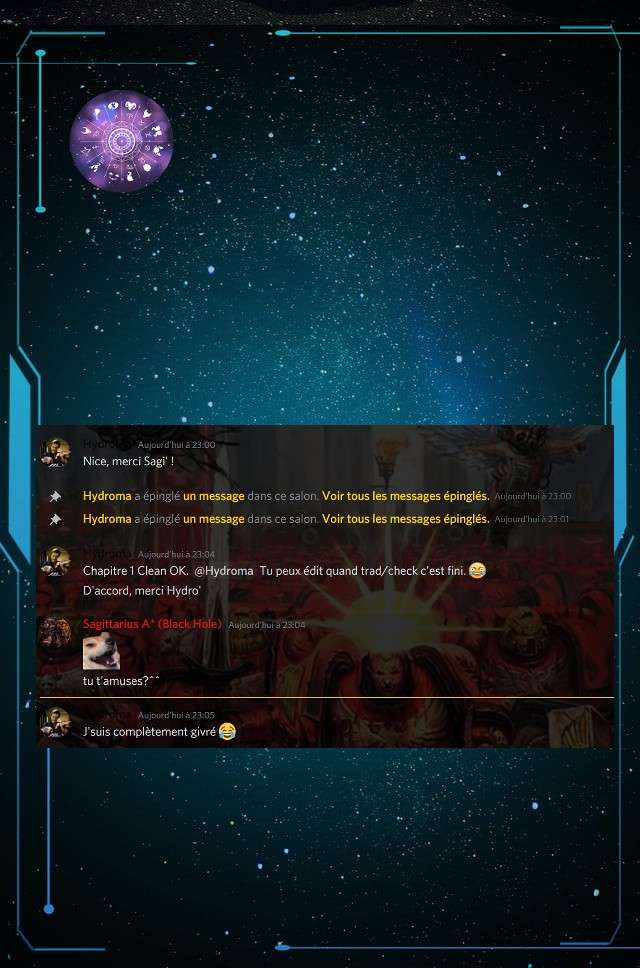 Hydroma Aujourd'hui à 23:00
Nice, merci Sagi' !
Hydroma a épinglé un message dans ce salon. Voir tous les messages épinglés. Aujourd'hui à 23:00
Hydroma a épinglé un message dans ce salon. Voir tous les messages épinglés. Aujourd'hui à 23:01
Hydroma Aujourd'hui à 23:04
Chapitre 1 Clean OK. @Hydroma Tu peux édit quand trad/check c'est fini.
D'accord, merci Hydro'
Sagittarius A* (Black Hole) Aujourd'hui à 23:04
tu t'amuses?^^
Aujourd'hui à 23:05
J'suis complètement givré